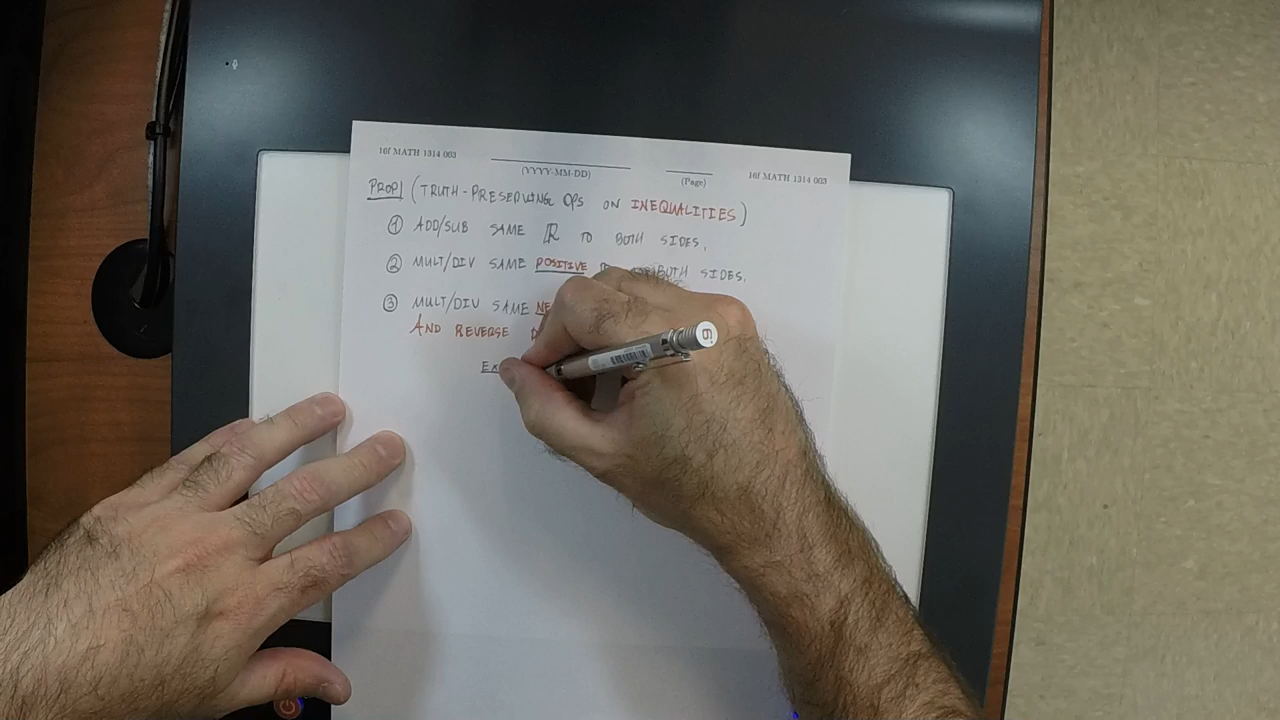 16f MATH 1314 003 (YYYY-MM-DD) (Page) 16f MATH 1314 003
PROP| (TRUTH-PRESERVING OPS ON INEQUALITIES)
① ADD/SUB SAME ℝ TO BOTH SIDES.
② MULT/DIV SAME POSITIVE BOTH SIDES.
③ MULT/DIV SAME
AND REVERSE